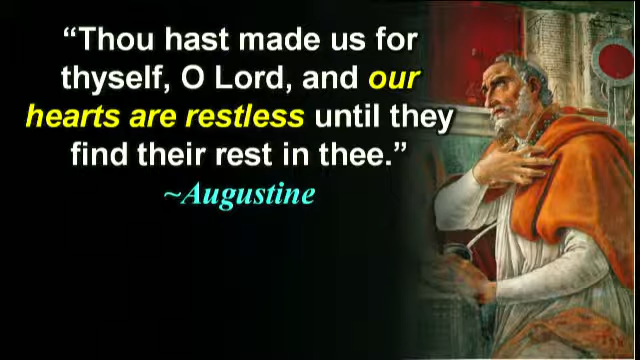 “Thou hast made us for
thyself, O Lord, and our
hearts are restless until they
find their rest in thee.”
~Augustine